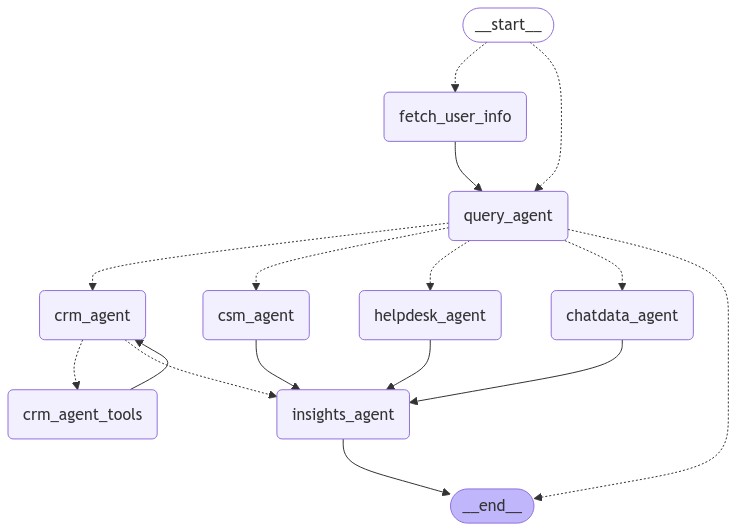 __start__
fetch_user_info
query_agent
crm_agent
csm_agent
helpdesk_agent
chatdata_agent
crm_agent_tools
insights_agent
__end__